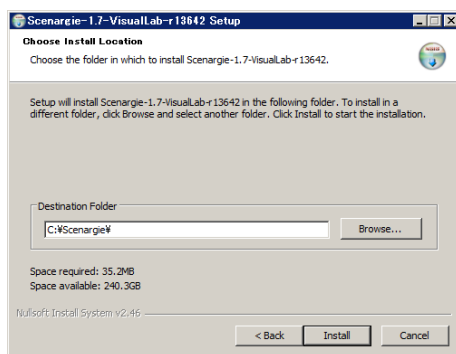 Scenargie-1.7-VisualLab-r13642 Setup
Choose Install Location
Choose the folder in which to install Scenargie-1.7-VisualLab-r13642.
Setup will install Scenargie-1.7-VisualLab-r13642 in the following folder. To install in a
different folder, click Browse and select another folder. Click Install to start the installation.
Destination Folder
C:¥Scenargie¥
Browse...
Space required: 35.2MB
Space available: 240.3GB
Nullsoft Install System v2.46
< Back
Install
Cancel